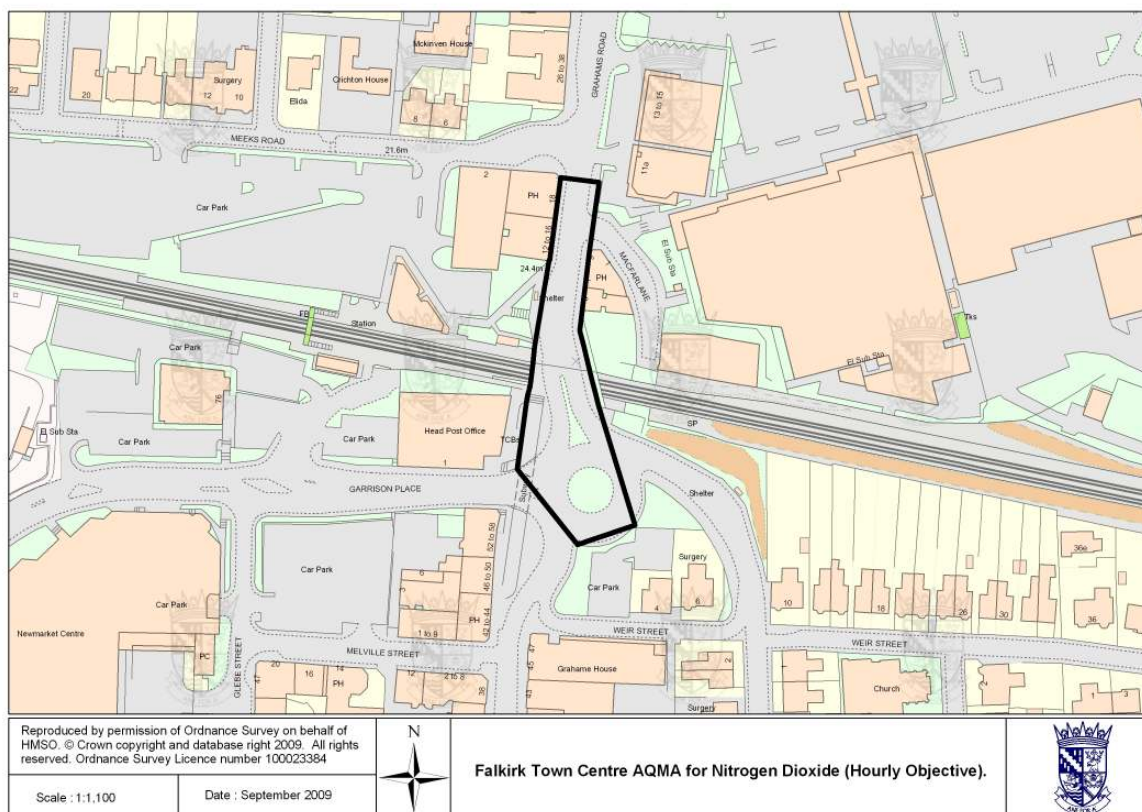 Mckinven House
GRAHAMS ROAD
26 to 38
Surgery
Crichton House
22
20
12
10
Elida
8
6
13 to 15
MEEKS ROAD
21.6m
11a
2
PH
18
Car Park
12 to 16
El Sub Sta
MACFARLANE
24.4m
PH
Shelter
FB
Station
Tks
Car Park
El Sub Sta
76
SP
El Sub Sta
Car Park
Car Park
Head Post Office
TCBs
1
GARRISON PLACE
Shelter
52 to 58
Car Park
Surgery
36e
6
46 to 50
Car Park
3
4
6
10
18
26
30
36
Car Park
PH
42 to 44
Newmarket Centre
1 to 9
WEIR STREET
WEIR STREET
PC
GLEBE STREET
MELVILLE STREET
47
45
Grahame House
2
20
16
14
PH
12
2 to 8
38
47
43
Surgery
Church
2
1
3
Reproduced by permission of Ordnance Survey on behalf of
HMSO. © Crown copyright and database right 2009. All rights
reserved. Ordnance Survey Licence number 100023384
Scale : 1:1,100
Date : September 2009
N
Falkirk Town Centre AQMA for Nitrogen Dioxide (Hourly Objective).